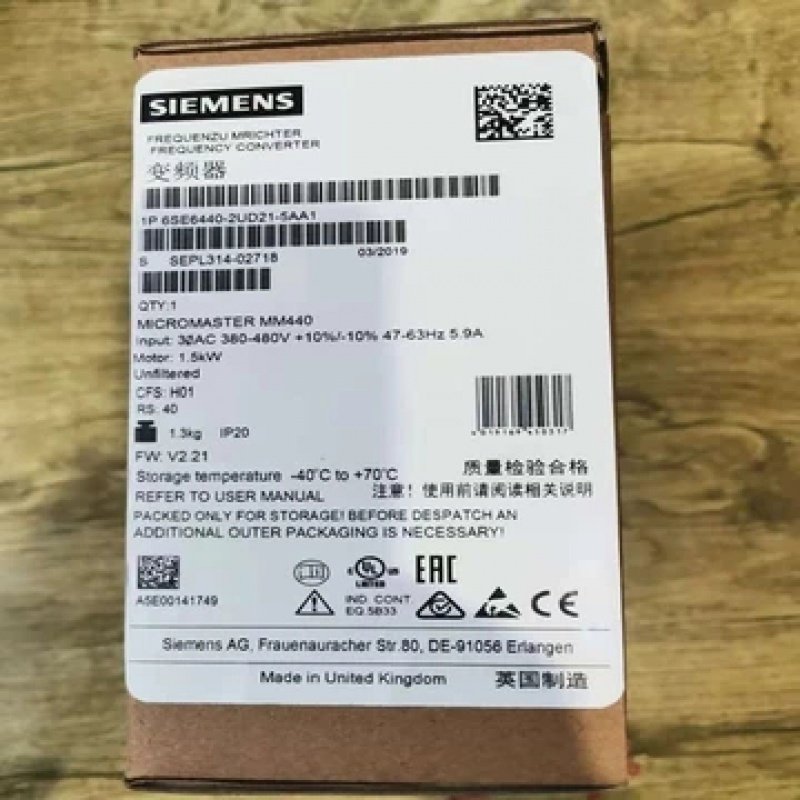 SIEMENS
FREQUENZU MRICHTER
FREQUENCY CONVERTER
变频器
1P 6SE6440-2UD21-5AA1
S SEPL314-02718 03/2019
QTY:1
MICROMASTER MM440
Input: 3ØAC 380-480V +10%/-10% 47-63Hz 5.9A
Motor: 1.5kW
Unfiltered
CFS: H01
RS: 40
1.3kg IP20
FW: V2.21
质量检验合格
Storage temperature -40°C to +70°C
注意！使用前请阅读相关说明
REFER TO USER MANUAL
PACKED ONLY FOR STORAGE! BEFORE DESPATCH AN
ADDITIONAL OUTER PACKAGING IS NECESSARY!
C UL US LISTED
EAC
A5E00141749
IND. CONT.
EQ.5B33
CE
Siemens AG, Frauenauracher Str.80, DE-91056 Erlangen
Made in United Kingdom 英国制造